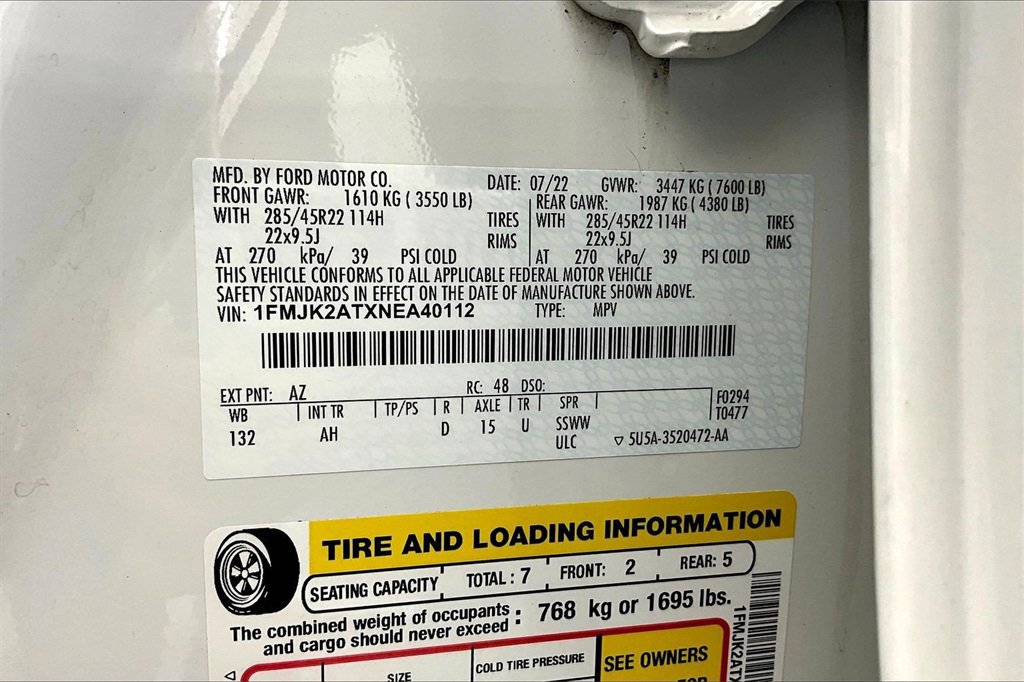 MFD. BY FORD MOTOR CO. DATE: 07/22 GVWR: 3447 KG ( 7600 LB)
FRONT GAWR: 1610 KG ( 3550 LB) REAR GAWR: 1987 KG ( 4380 LB)
WITH 285/45R22 114H TIRES WITH 285/45R22 114H TIRES
22x9.5J RIMS 22x9.5J RIMS
AT 270 kPa/ 39 PSI COLD AT 270 kPa/ 39 PSI COLD
THIS VEHICLE CONFORMS TO ALL APPLICABLE FEDERAL MOTOR VEHICLE
SAFETY STANDARDS IN EFFECT ON THE DATE OF MANUFACTURE SHOWN ABOVE.
VIN: 1FMJK2ATXNEA40112 TYPE: MPV
EXT PNT: AZ RC: 48 DSO:
WB INT TR TP/PS R AXLE TR SPR F0294
132 AH D 15 U SSWW T0477
ULC 5U5A-3520472-AA
TIRE AND LOADING INFORMATION
SEATING CAPACITY TOTAL : 7 FRONT: 2 REAR: 5
The combined weight of occupants
and cargo should never exceed : 768 kg or 1695 lbs.
SIZE COLD TIRE PRESSURE SEE OWNERS
1FMJK2ATX